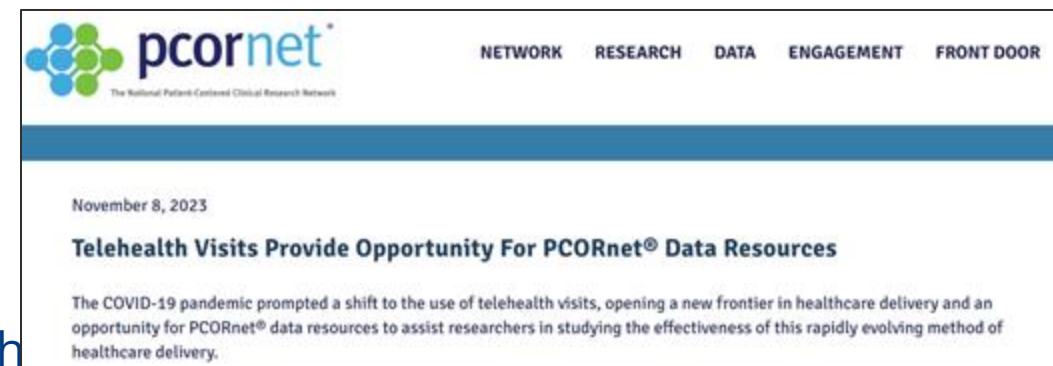 pcornet®
The National Patient-Centered Clinical Research Network
NETWORK RESEARCH DATA ENGAGEMENT FRONT DOOR
November 8, 2023
Telehealth Visits Provide Opportunity For PCORnet® Data Resources
The COVID-19 pandemic prompted a shift to the use of telehealth visits, opening a new frontier in healthcare delivery and an
opportunity for PCORnet® data resources to assist researchers in studying the effectiveness of this rapidly evolving method of
healthcare delivery.
h